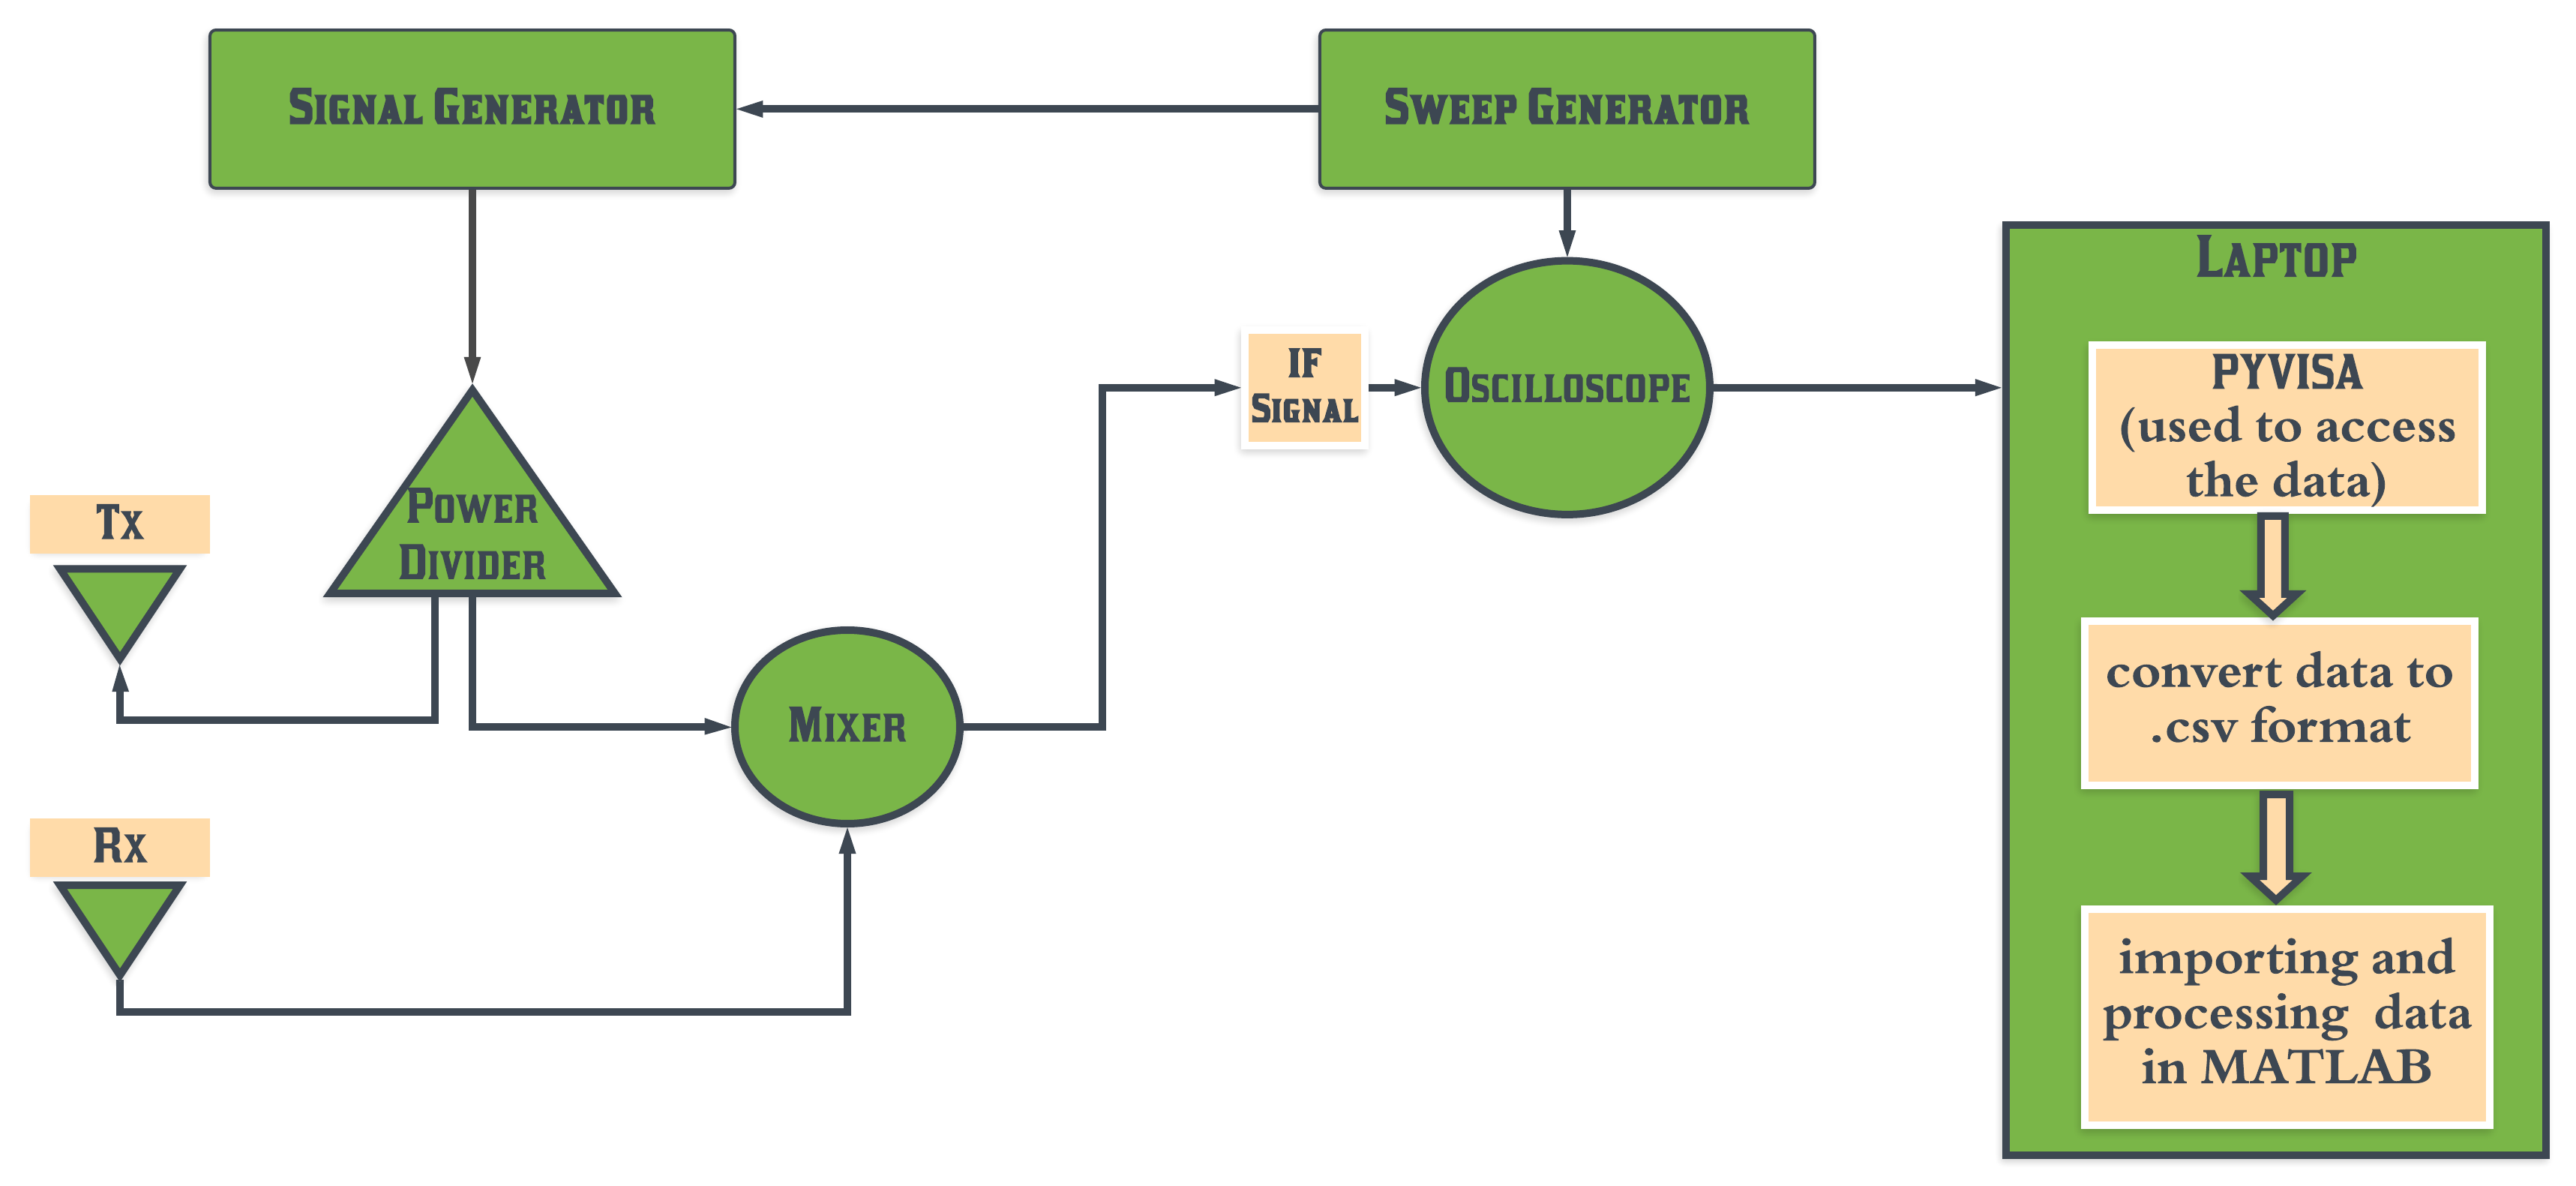 Signal Generator
Sweep Generator
Laptop
IF
Signal
Oscilloscope
PYVISA
(used to access
the data)
Power
Divider
Tx
convert data to
.csv format
Mixer
Rx
importing and
processing data
in MATLAB